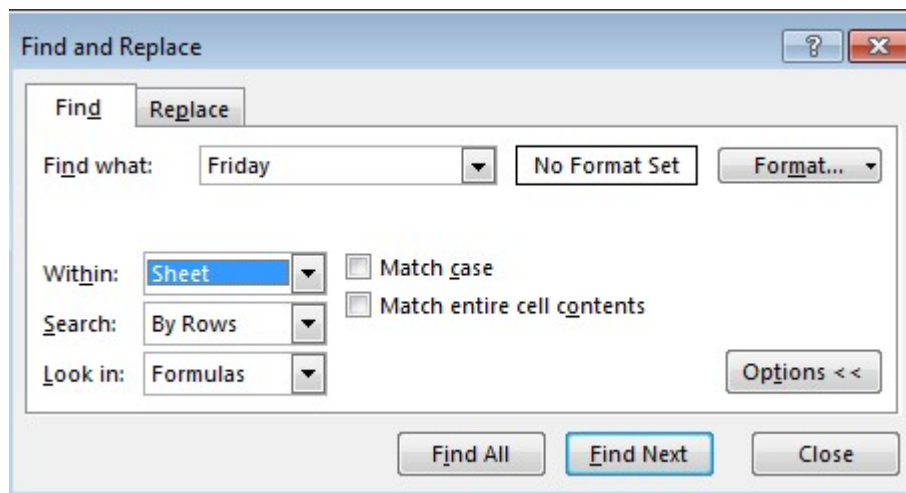 Find and Replace
Find Replace
Find what: Friday No Format Set Format...
Within: Sheet Match case
Match entire cell contents
Search: By Rows
Look in: Formulas Options <<
Find All Find Next Close